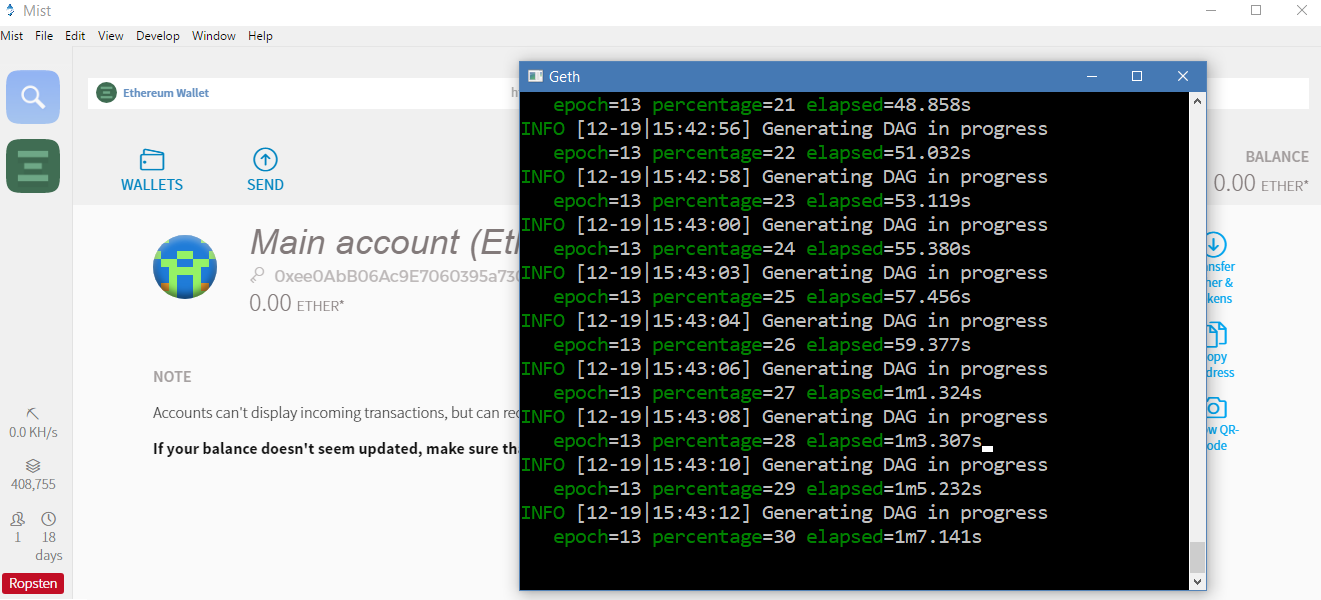 Mist
Mist File Edit View Develop Window Help
Ethereum Wallet
WALLETS
SEND
BALANCE
0.00 ETHER*
Main account (Et
0xee0AbB06Ac9E7060395a73
0.00 ETHER*
NOTE
Accounts can't display incoming transactions, but can rec
If your balance doesn't seem updated, make sure tha
0.0 KH/s
408,755
1
18
days
Ropsten
Geth
epoch=13 percentage=21 elapsed=48.858s
INFO [12-19|15:42:56] Generating DAG in progress
epoch=13 percentage=22 elapsed=51.032s
INFO [12-19|15:42:58] Generating DAG in progress
epoch=13 percentage=23 elapsed=53.119s
INFO [12-19|15:43:00] Generating DAG in progress
epoch=13 percentage=24 elapsed=55.380s
INFO [12-19|15:43:03] Generating DAG in progress
epoch=13 percentage=25 elapsed=57.456s
INFO [12-19|15:43:04] Generating DAG in progress
epoch=13 percentage=26 elapsed=59.377s
INFO [12-19|15:43:06] Generating DAG in progress
epoch=13 percentage=27 elapsed=1m1.324s
INFO [12-19|15:43:08] Generating DAG in progress
epoch=13 percentage=28 elapsed=1m3.307s
INFO [12-19|15:43:10] Generating DAG in progress
epoch=13 percentage=29 elapsed=1m5.232s
INFO [12-19|15:43:12] Generating DAG in progress
epoch=13 percentage=30 elapsed=1m7.141s
nsfer
her &
kens
opy
dress
w QR-
ode